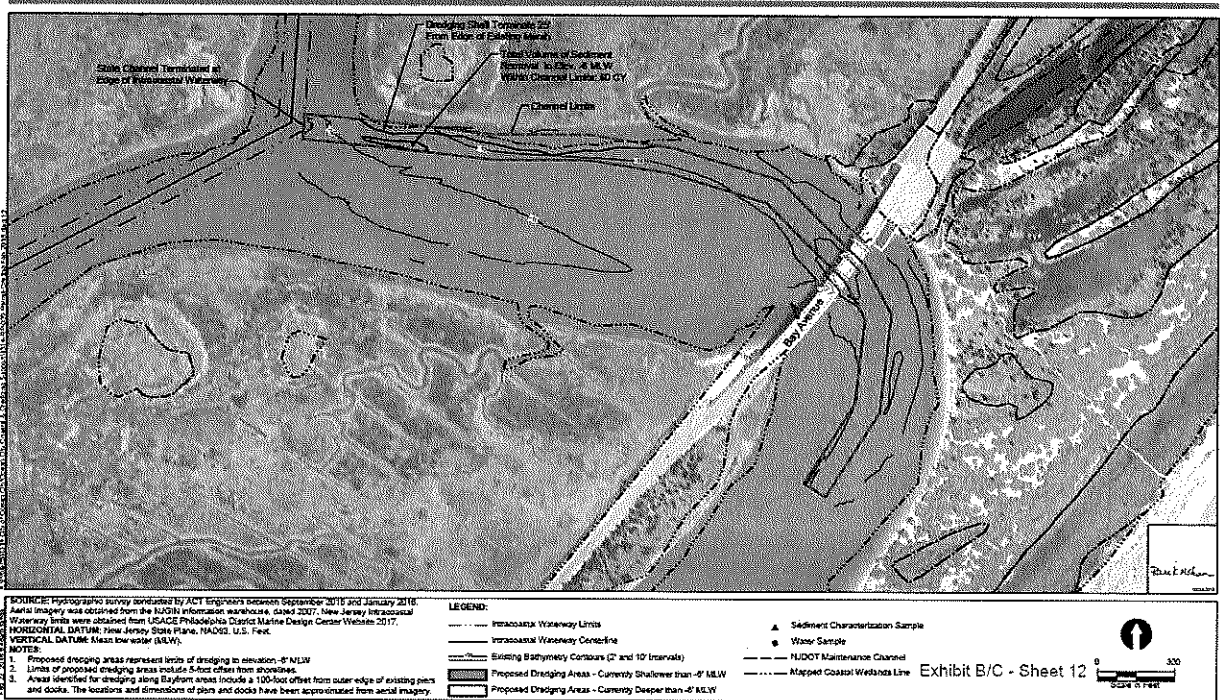 Dredging Shall Terminate 25'
From Edge of Existing Marsh
Total Volume of Sediment
Removal to Elev. -6 MLW
Within Channel Limits: 80 CY
State Channel Terminated at
Edge of Intracoastal Waterway
Channel Limits
Bay Avenue
SOURCE: Hydrographic survey conducted by ACT Engineers between September 2015 and January 2016.
Aerial imagery was obtained from the NJGIN information warehouse, dated 2007. New Jersey Intracoastal
Waterway limits were obtained from USACE Philadelphia District Marine Design Center Website 2017.
HORIZONTAL DATUM: New Jersey State Plane, NAD83, U.S. Feet.
VERTICAL DATUM: Mean low water (MLW).
NOTES:
1. Proposed dredging areas represent limits of dredging to elevation -6' MLW
2. Limits of proposed dredging areas include 5-foot offset from shorelines.
3. Areas identified for dredging along Bayfront areas include a 100-foot offset from outer edge of existing piers
and docks. The locations and dimensions of piers and docks have been approximated from aerial imagery.
LEGEND:
Intracoastal Waterway Limits
Intracoastal Waterway Centerline
Existing Bathymetry Contours (2' and 10' Intervals)
Proposed Dredging Areas - Currently Shallower than -6' MLW
Proposed Dredging Areas - Currently Deeper than -6' MLW
Sediment Characterization Sample
Water Sample
NJDOT Maintenance Channel
Mapped Coastal Wetlands Line
Exhibit B/C - Sheet 12
0 300
Scale in Feet